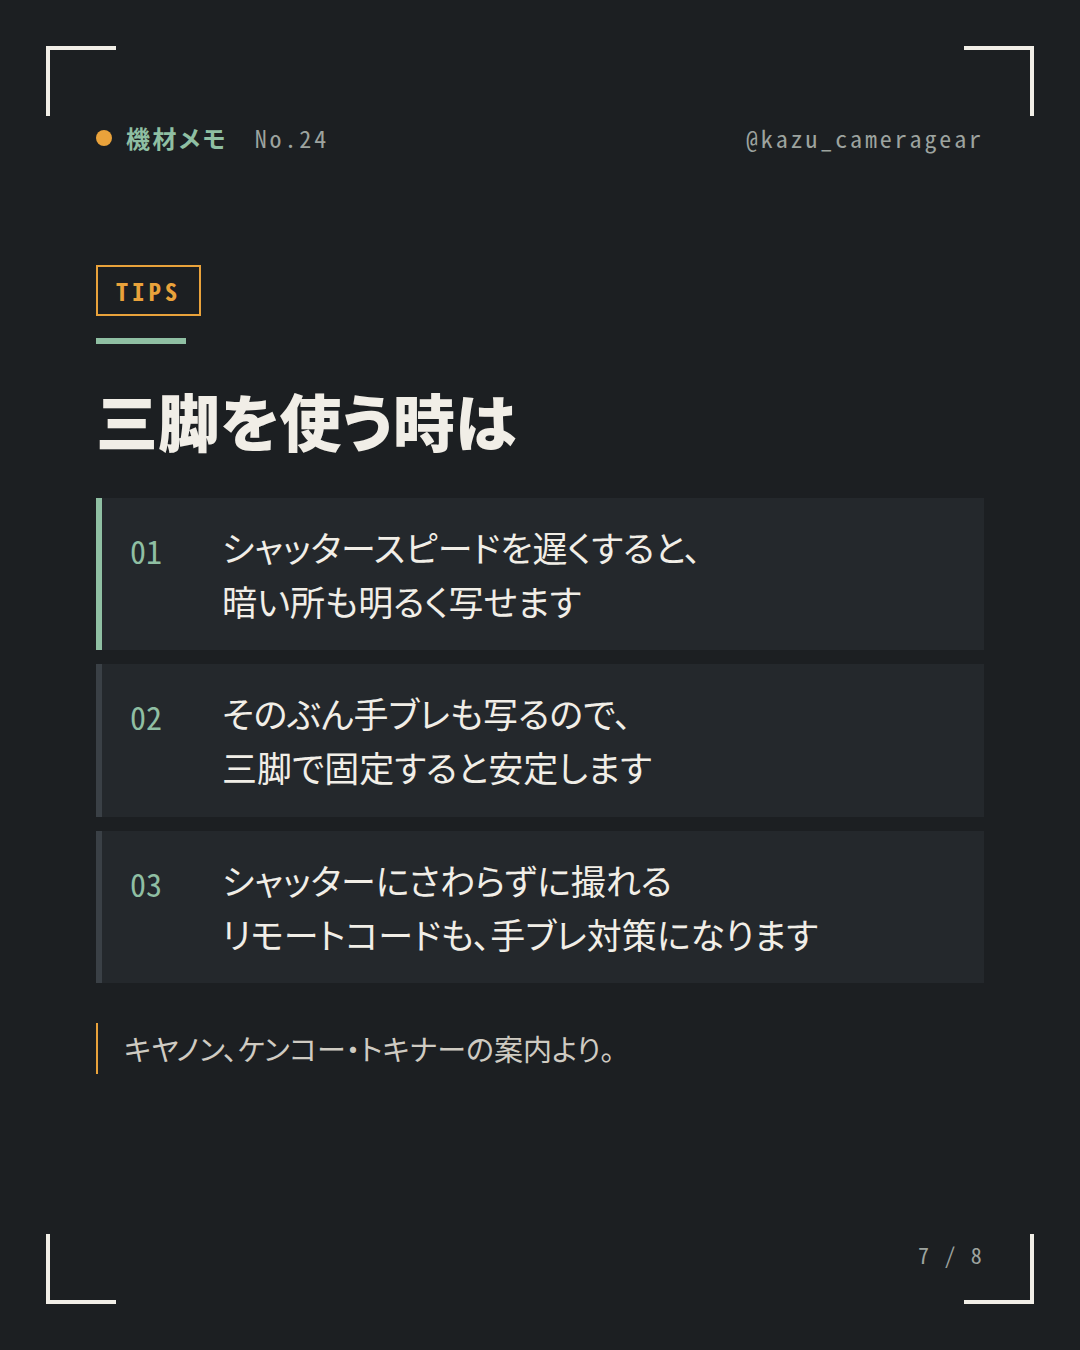 機材メモ No.24
@kazu_cameragear
TIPS
三脚を使う時は
01
シャッタースピードを遅くすると、
暗い所も明るく写せます
02
そのぶん手ブレも写るので、
三脚で固定すると安定します
03
シャッターにさわらずに撮れる
リモートコードも、手ブレ対策になります
キヤノン、ケンコー・トキナーの案内より。
7 / 8